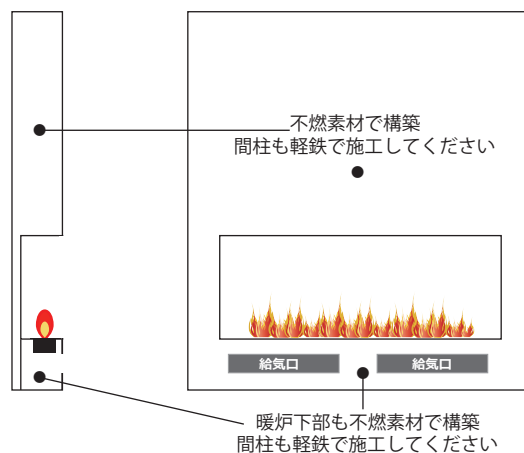 不燃素材で構築
間柱も軽鉄で施工してください
給気口
給気口
暖炉下部も不燃素材で構築
間柱も軽鉄で施工してください